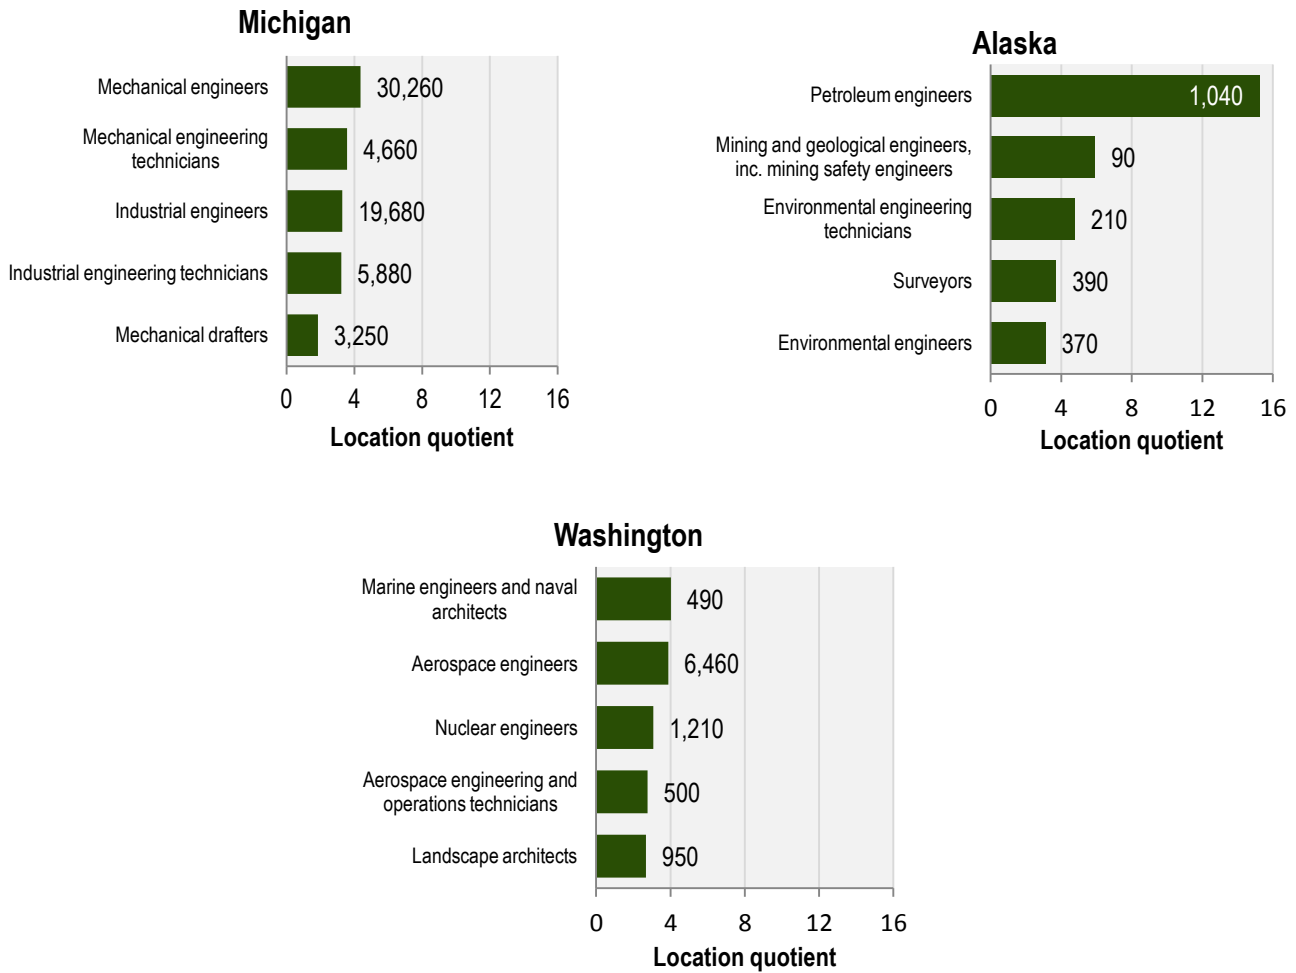 Michigan
Mechanical engineers
30,260
Mechanical engineering
technicians
4,660
Industrial engineers
19,680
Industrial engineering technicians
5,880
Mechanical drafters
3,250
0 4 8 12 16
Location quotient
Alaska
Petroleum engineers
1,040
Mining and geological engineers,
inc. mining safety engineers
90
Environmental engineering
technicians
210
Surveyors
390
Environmental engineers
370
0 4 8 12 16
Location quotient
Washington
Marine engineers and naval
architects
490
Aerospace engineers
6,460
Nuclear engineers
1,210
Aerospace engineering and
operations technicians
500
Landscape architects
950
0 4 8 12 16
Location quotient